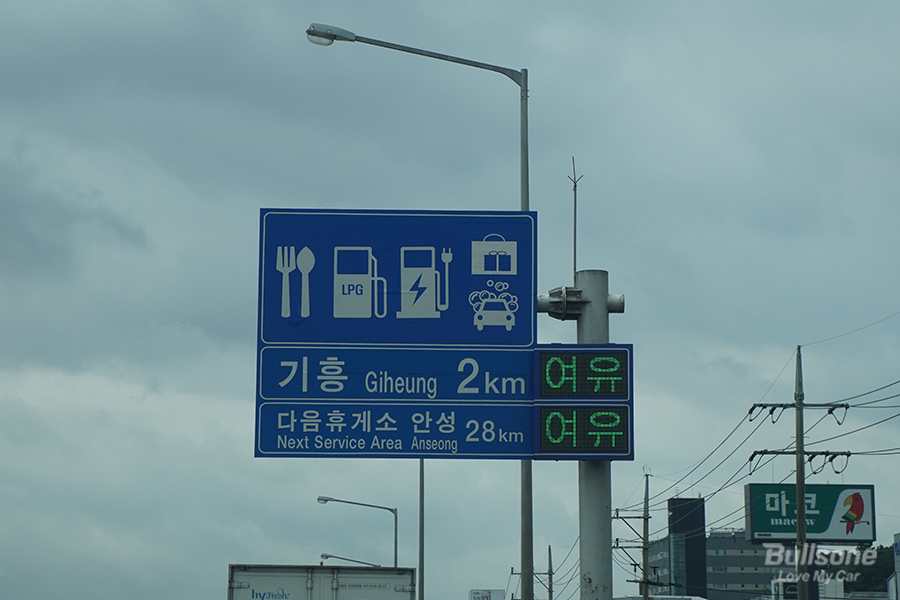 LPG
기흥 Giheung 2km 여유
다음휴게소 안성 28km 여유
Next Service Area Anseong
마코
macaw
hyfresh
Bullsone
Love My Car